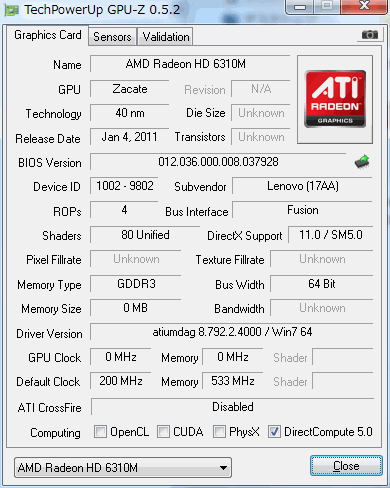 TechPowerUp GPU-Z 0.5.2
Graphics Card Sensors Validation
Name AMD Radeon HD 6310M
GPU Zacate Revision N/A
Technology 40 nm Die Size Unknown
Release Date Jan 4, 2011 Transistors Unknown
ATI
RADEON
GRAPHICS
BIOS Version 012.036.000.008.037928
Device ID 1002 - 9802 Subvendor Lenovo (17AA)
ROPs 4 Bus Interface Fusion
Shaders 80 Unified DirectX Support 11.0 / SM5.0
Pixel Fillrate Unknown Texture Fillrate Unknown
Memory Type GDDR3 Bus Width 64 Bit
Memory Size 0 MB Bandwidth Unknown
Driver Version atiumdag 8.792.2.4000 / Win7 64
GPU Clock 0 MHz Memory 0 MHz Shader
Default Clock 200 MHz Memory 533 MHz Shader
ATI CrossFire Disabled
Computing OpenCL CUDA PhysX DirectCompute 5.0
AMD Radeon HD 6310M Close